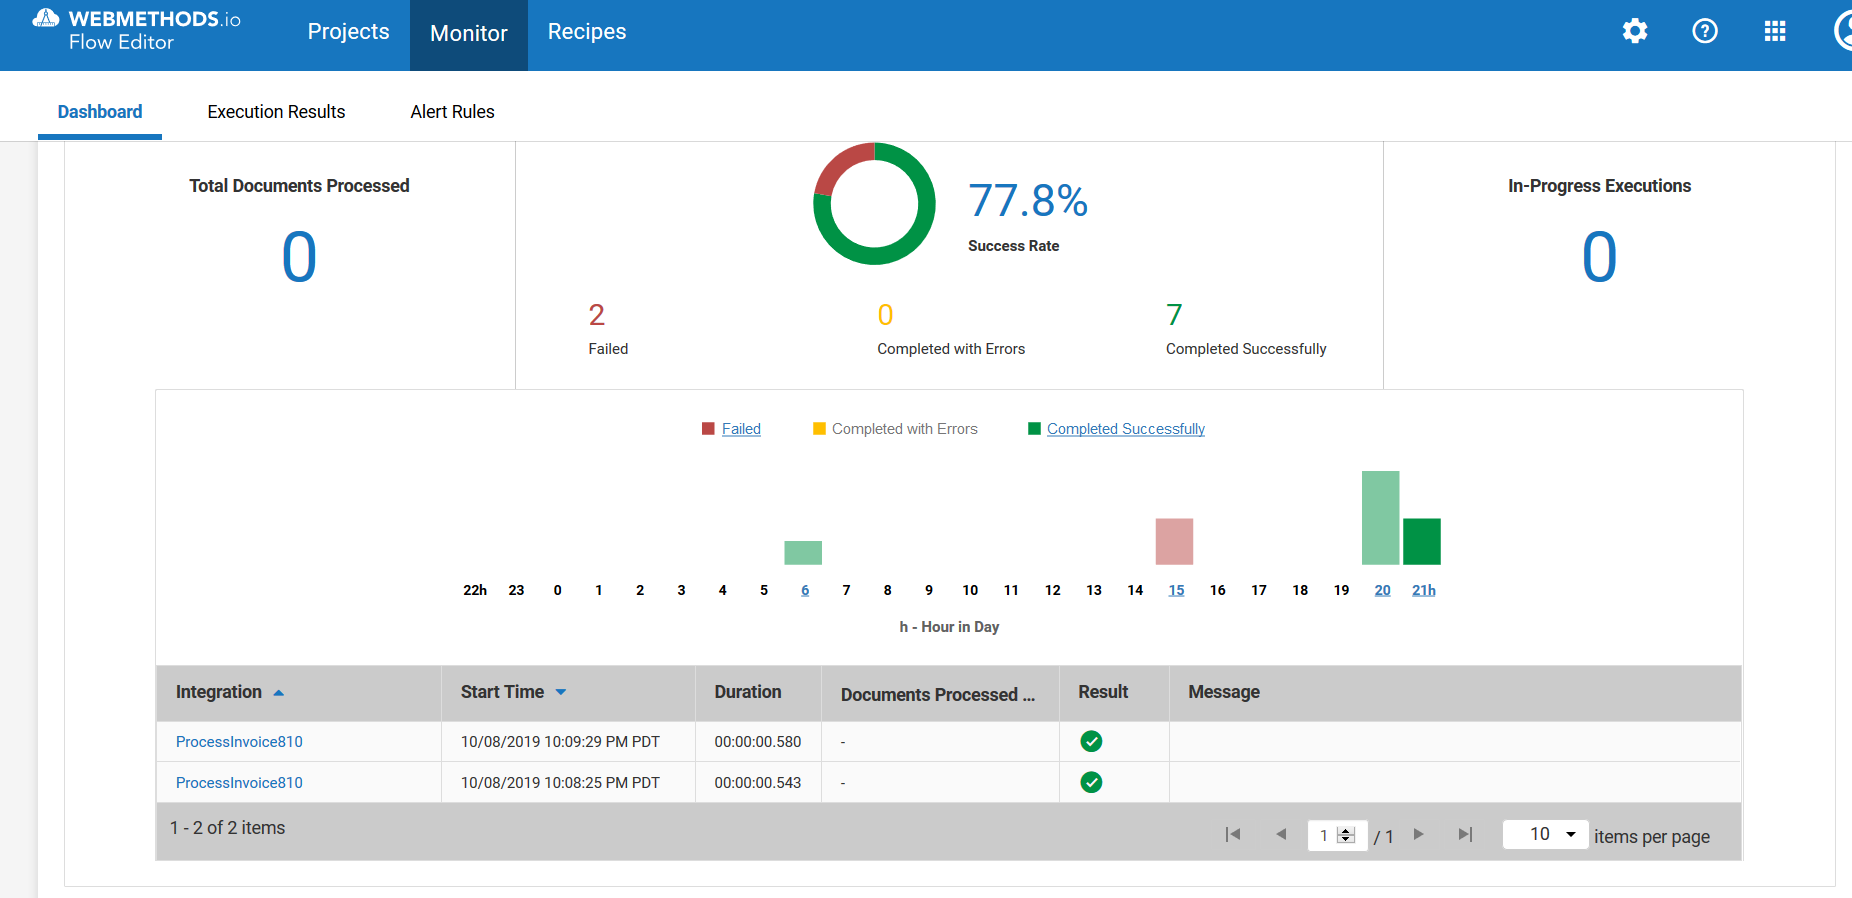 WEBMETHODS.io
Flow Editor
Projects
Monitor
Recipes
?
Dashboard
Execution Results
Alert Rules
Total Documents Processed
0
77.8%
Success Rate
2
Failed
0
Completed with Errors
7
Completed Successfully
In-Progress Executions
0
Failed
Completed with Errors
Completed Successfully
22h 23 0 1 2 3 4 5 6 7 8 9 10 11 12 13 14 15 16 17 18 19 20 21h
h - Hour in Day
Integration Start Time Duration Documents Processed ... Result Message
ProcessInvoice810 10/08/2019 10:09:29 PM PDT 00:00:00.580 -
ProcessInvoice810 10/08/2019 10:08:25 PM PDT 00:00:00.543 -
1 - 2 of 2 items
1 / 1
10 items per page